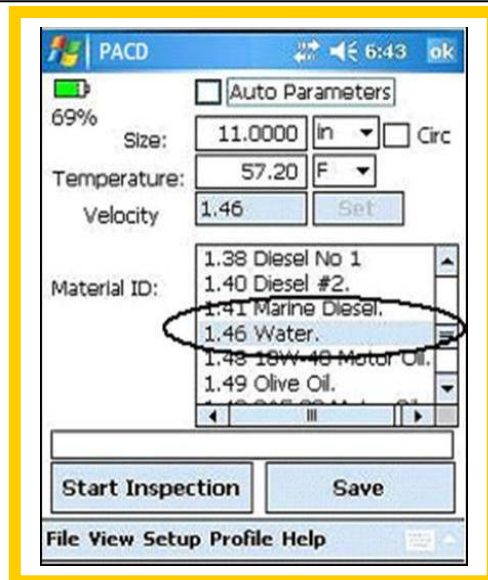 PACD 6:43 ok
Auto Parameters
69%
Size: 11.0000 in Circ
Temperature: 57.20 F
Velocity 1.46 Set
Material ID:
1.38 Diesel No 1
1.40 Diesel #2.
1.41 Marine Diesel.
1.46 Water.
1.48 10W-40 Motor Oil.
1.49 Olive Oil.
Start Inspection Save
File View Setup Profile Help